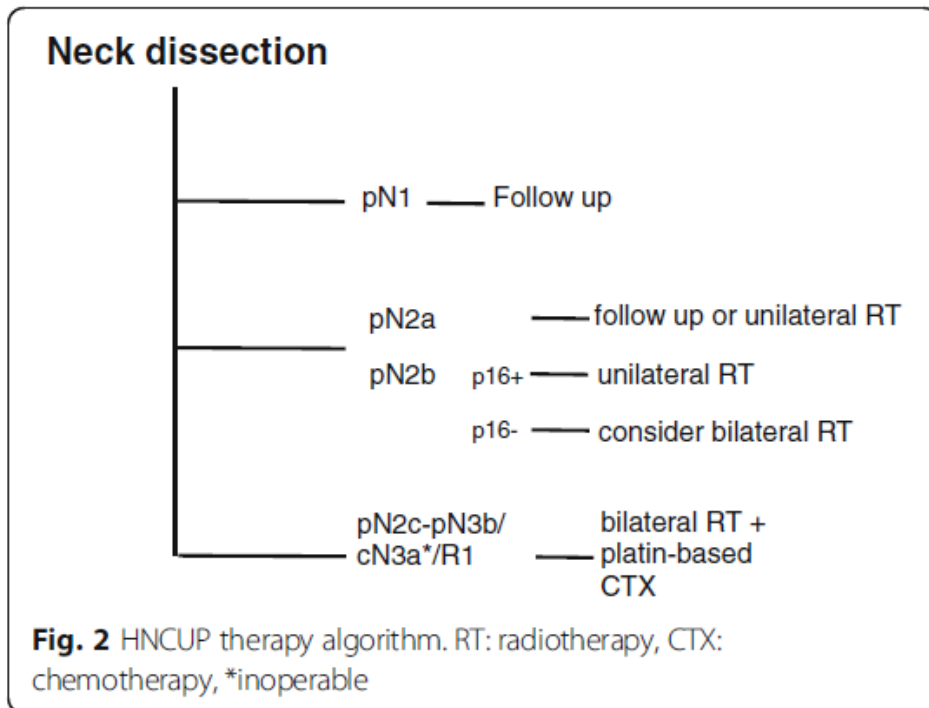 Neck dissection
pN1 Follow up
pN2a follow up or unilateral RT
pN2b p16+ unilateral RT
p16- consider bilateral RT
pN2c-pN3b/
cN3a*/R1
bilateral RT +
platin-based
CTX
Fig. 2 HNCUP therapy algorithm. RT: radiotherapy, CTX:
chemotherapy, *inoperable